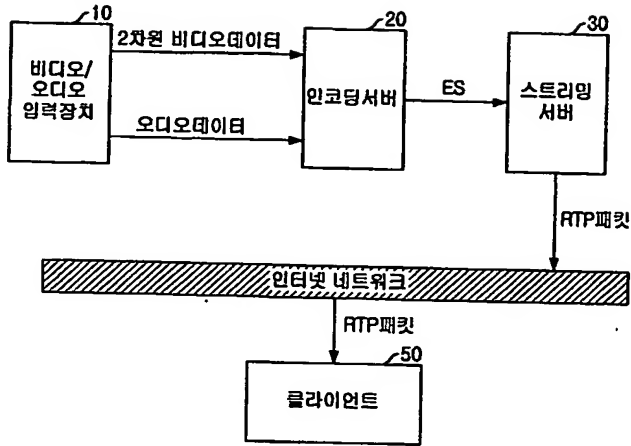 10
비디오/
오디오
입력장치
2차원 비디오데이터
오디오데이터
20
인코딩서버
ES
30
스트리밍
서버
RTP패킷
인터넷 네트워크
RTP패킷
50
클라이언트